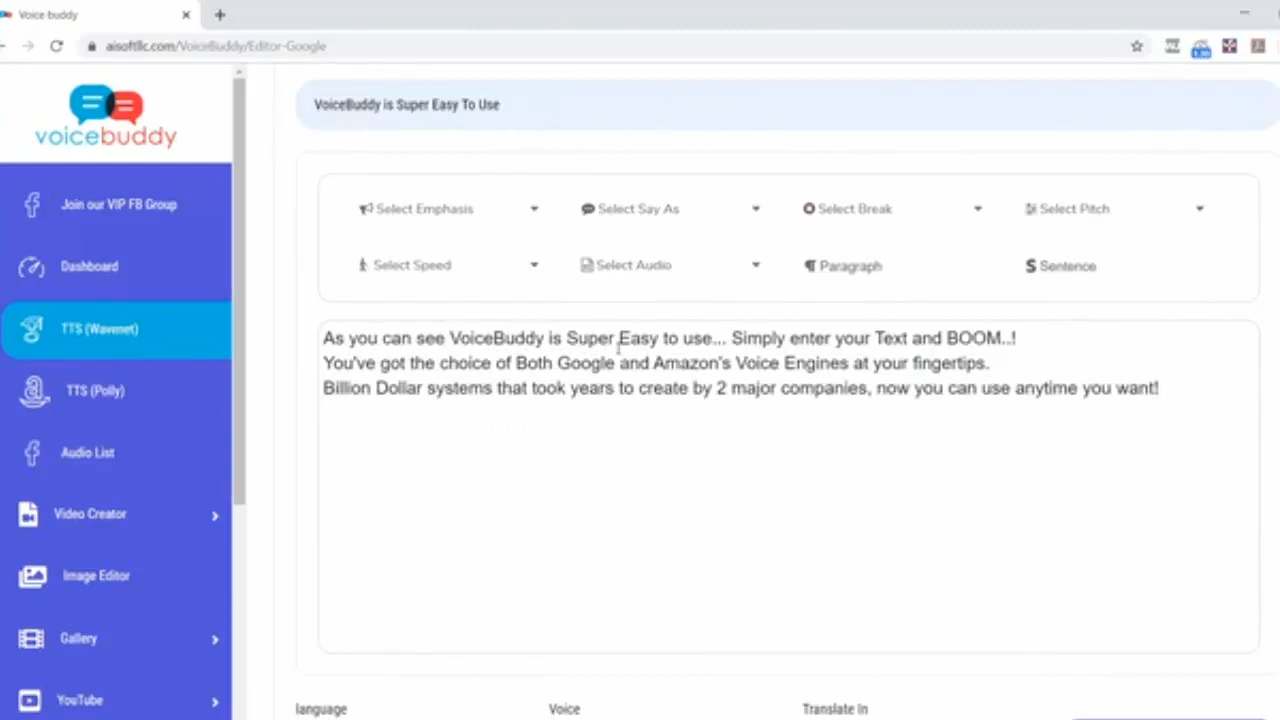 Voice buddy
aisoftllc.com/VoiceBuddy/Editor-Google
voicebuddy
Join our VIP FB Group
Dashboard
TTS (Wavenet)
TTS (Polly)
Audio List
Video Creator
Image Editor
Gallery
YouTube
VoiceBuddy is Super Easy To Use
Select Emphasis
Select Say As
Select Break
Select Pitch
Select Speed
Select Audio
Paragraph
Sentence
As you can see VoiceBuddy is Super Easy to use... Simply enter your Text and BOOM..!
You've got the choice of Both Google and Amazon's Voice Engines at your fingertips.
Billion Dollar systems that took years to create by 2 major companies, now you can use anytime you want!
language
Voice
Translate In